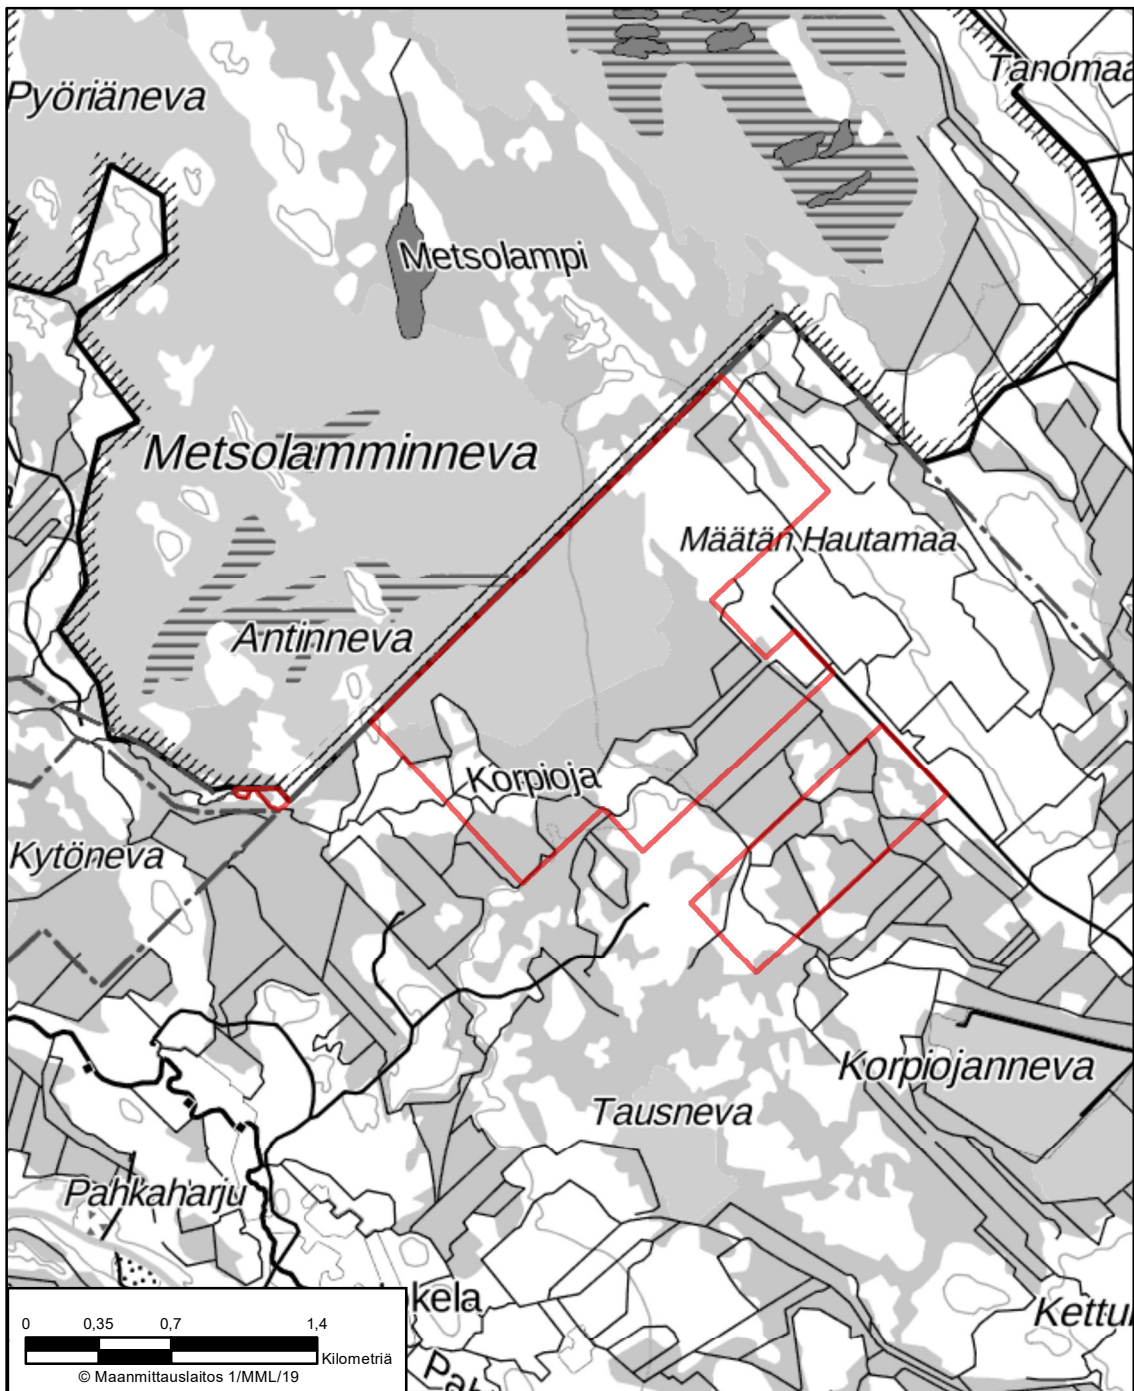 Tanomaa
Pyöriäneva
Metsolampi
Metsolamminneva
Määtän Hautamaa
Antinneva
Korpioja
Kytöneva
Korpiojanneva
Tausneva
Pahkaharju
kela
0 0,35 0,7 1,4
Kilometriä
© Maanmittauslaitos 1/MML/19